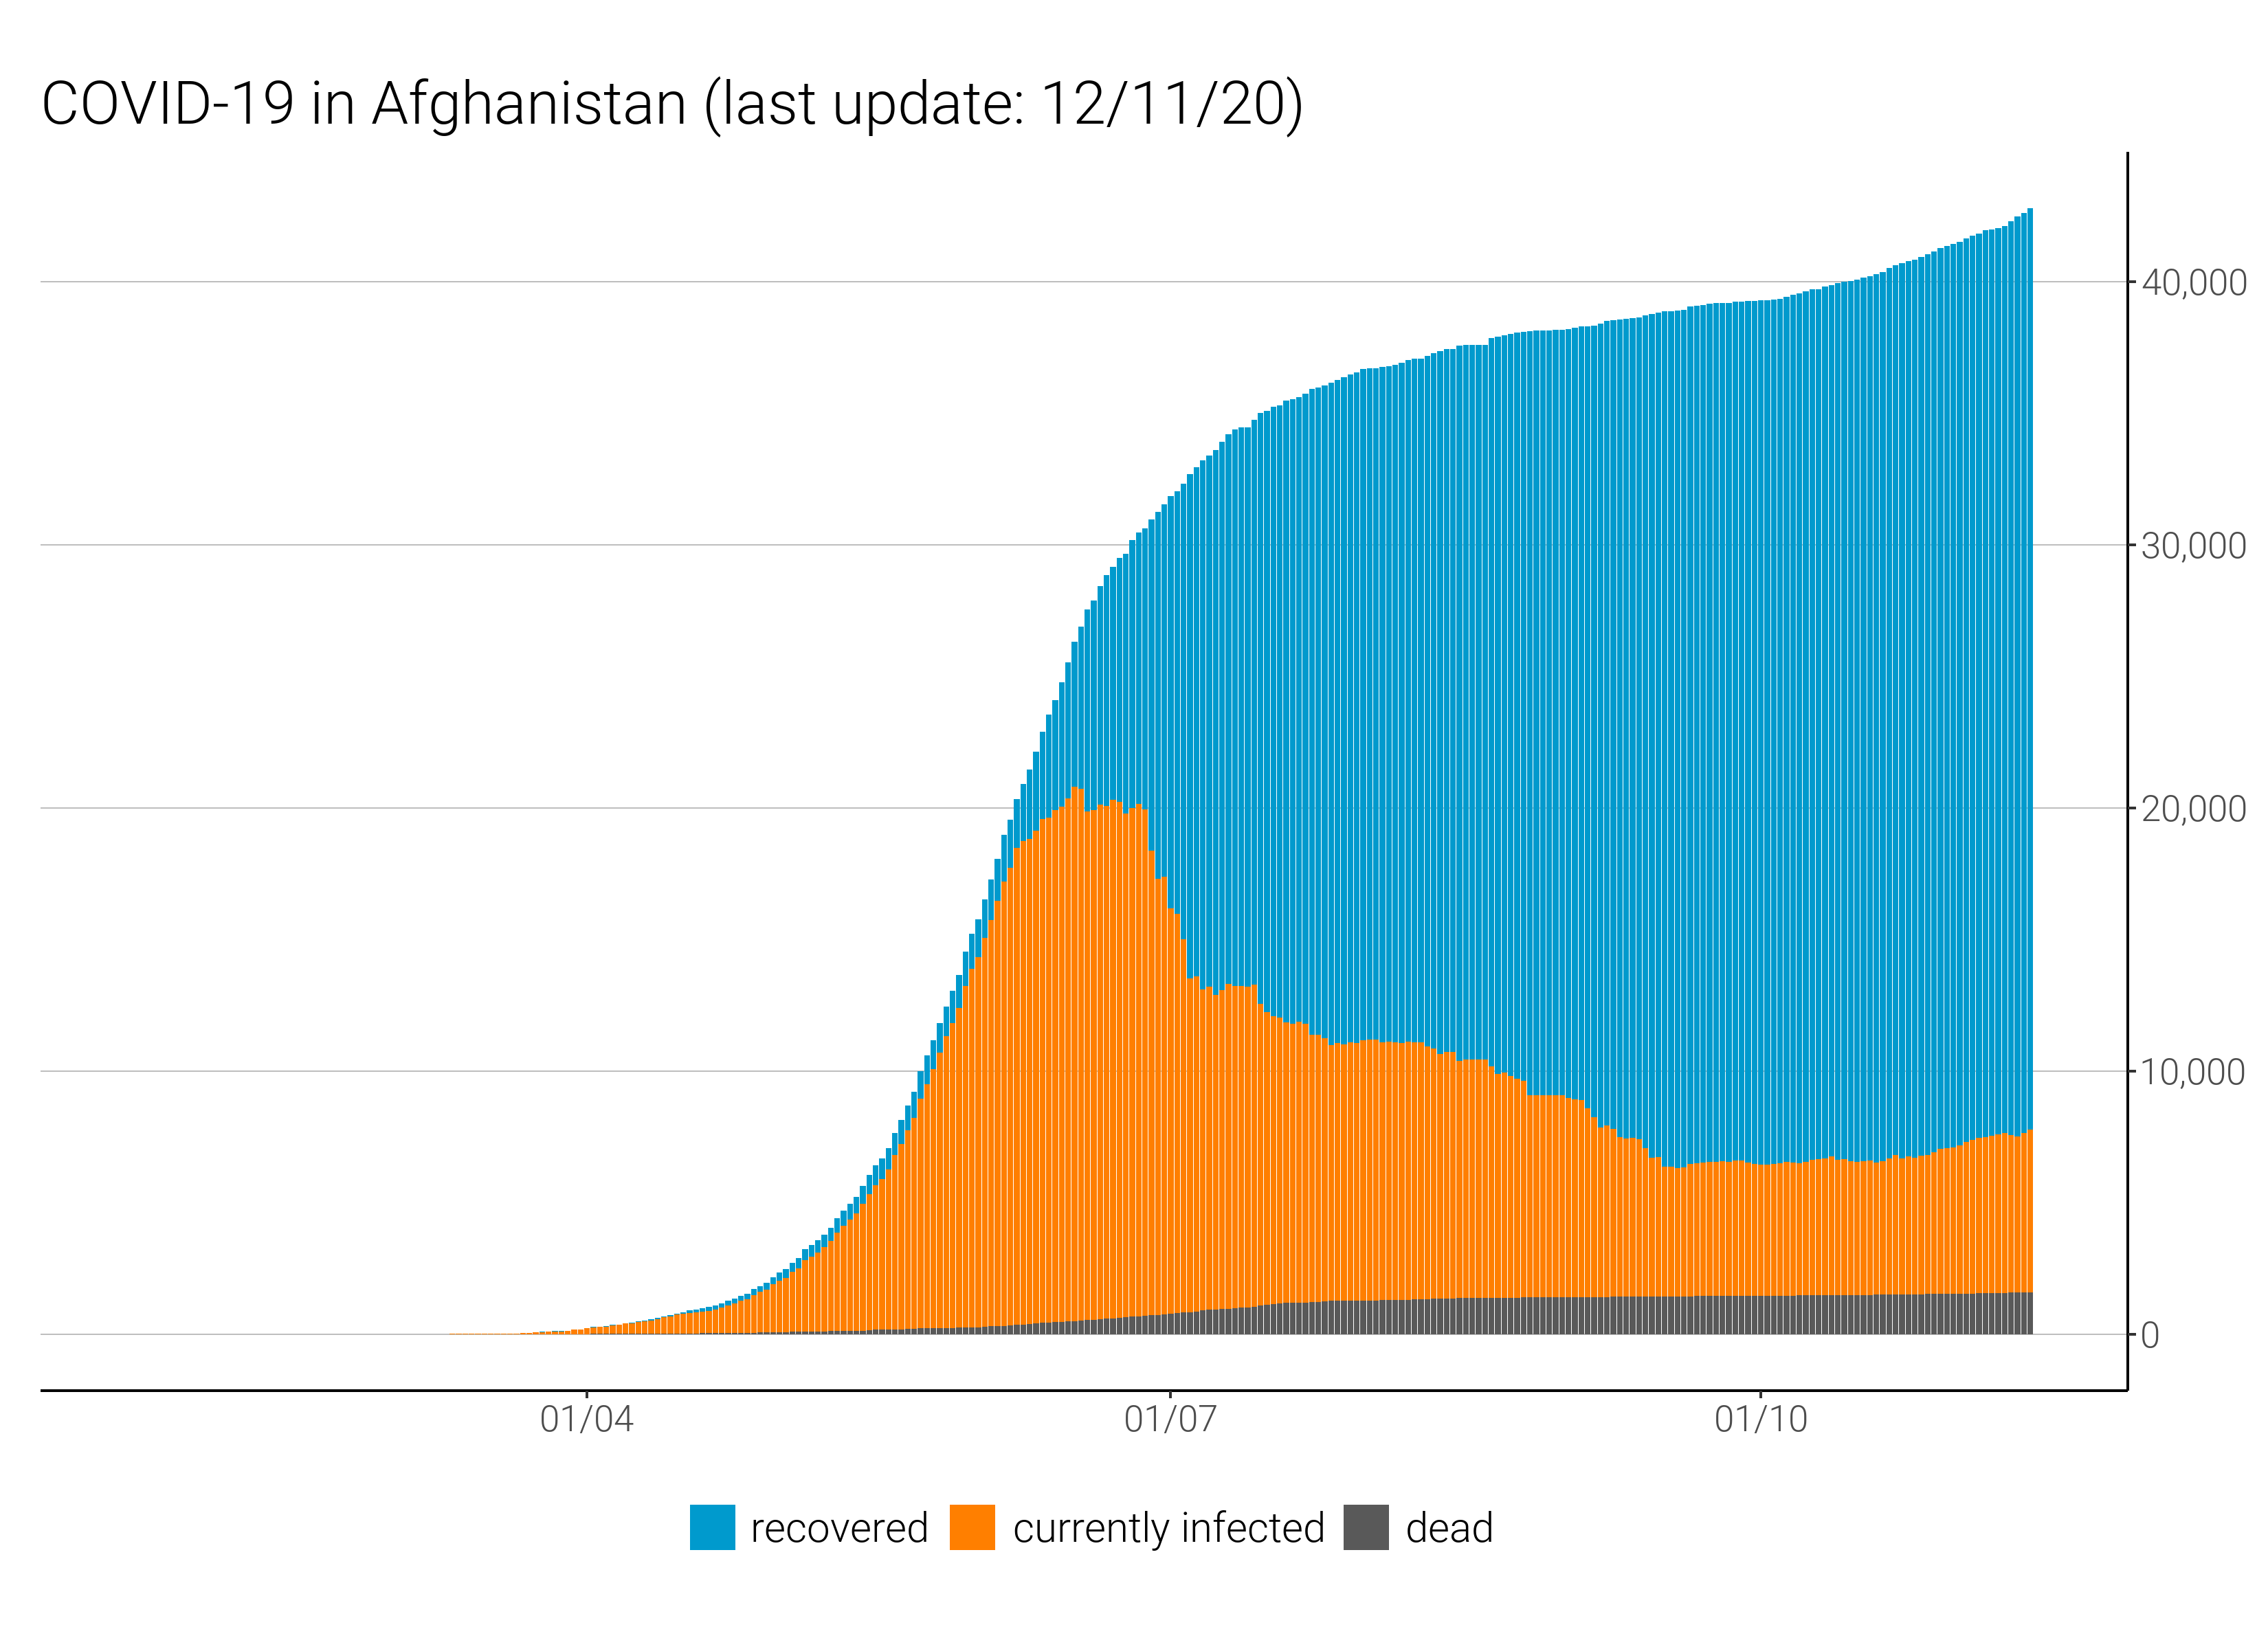 COVID-19 in Afghanistan (last update: 12/11/20)
40,000
30,000
20,000
10,000
0
01/04 01/07 01/10
recovered currently infected dead